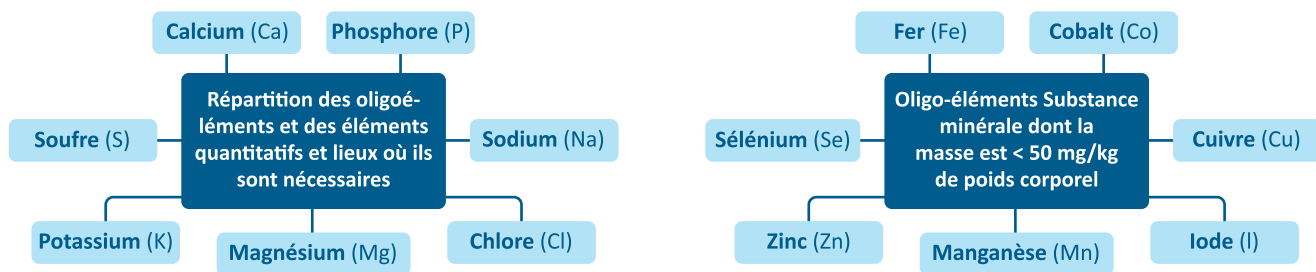 Calcium (Ca)
Phosphore (P)
Répartition des oligoé-
léments et des éléments
quantitatifs et lieux où ils
sont nécessaires
Soufre (S)
Sodium (Na)
Potassium (K)
Magnésium (Mg)
Chlore (Cl)
Fer (Fe)
Cobalt (Co)
Oligo-éléments Substance
minérale dont la
masse est < 50 mg/kg
de poids corporel
Sélénium (Se)
Cuivre (Cu)
Zinc (Zn)
Manganèse (Mn)
Iode (I)